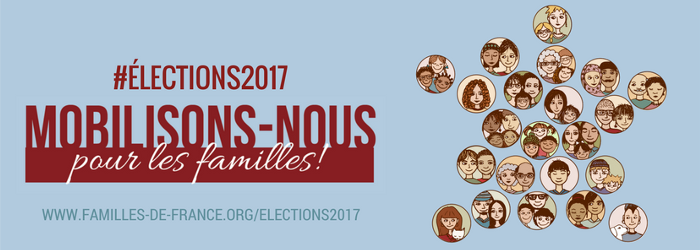 #ÉLECTIONS2017
MOBILISONS-NOUS
pour les familles!
WWW.FAMILLES-DE-FRANCE.ORG/ELECTIONS2017